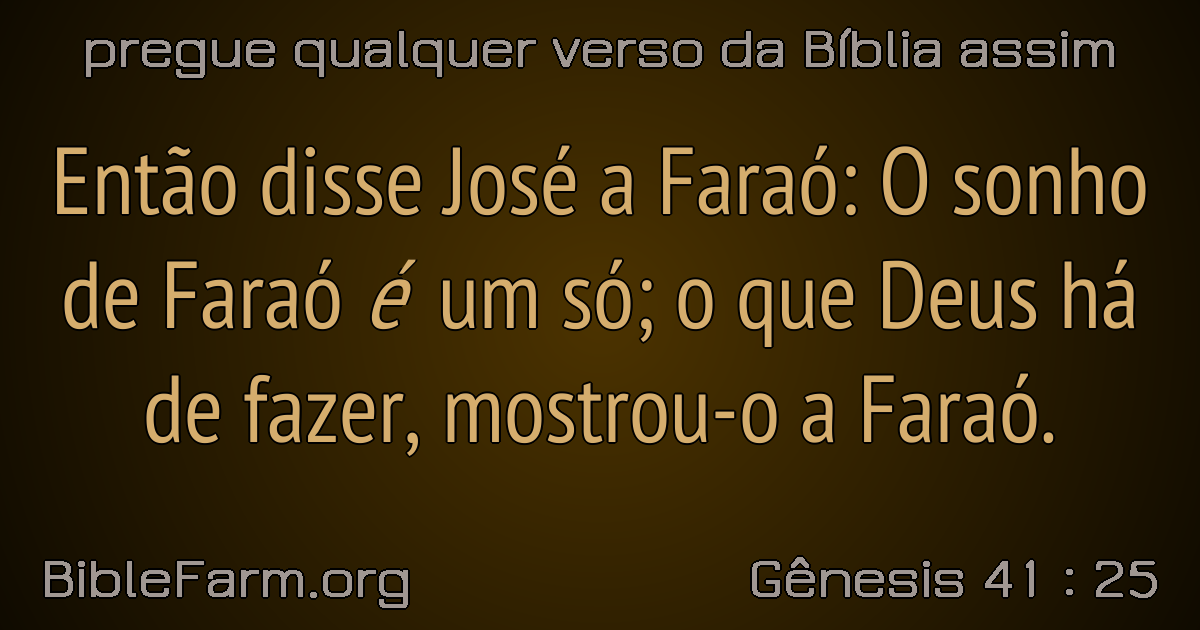 pregue qualquer verso da Bíblia assim
Então disse José a Faraó: O sonho
de Faraó é um só; o que Deus há
de fazer, mostrou-o a Faraó.
BibleFarm.org
Gênesis 41 : 25